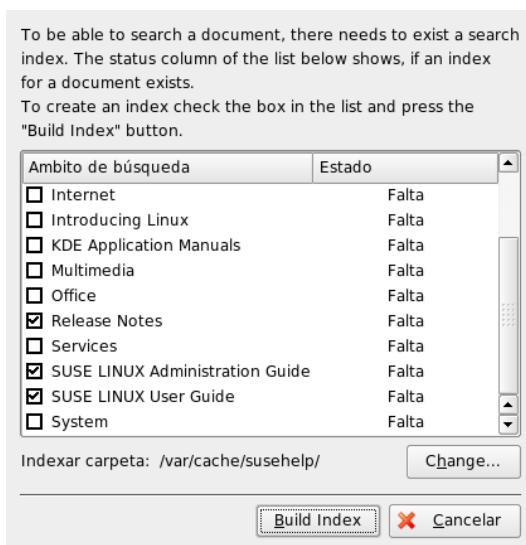 To be able to search a document, there needs to exist a search
index. The status column of the list below shows, if an index
for a document exists.
To create an index check the box in the list and press the
"Build Index" button.
Ambito de búsqueda Estado
Internet Falta
Introducing Linux Falta
KDE Application Manuals Falta
Multimedia Falta
Office Falta
Release Notes Falta
Services Falta
SUSE LINUX Administration Guide Falta
SUSE LINUX User Guide Falta
System Falta
Indexar carpeta: /var/cache/susehelp/ Change...
Build Index Cancelar